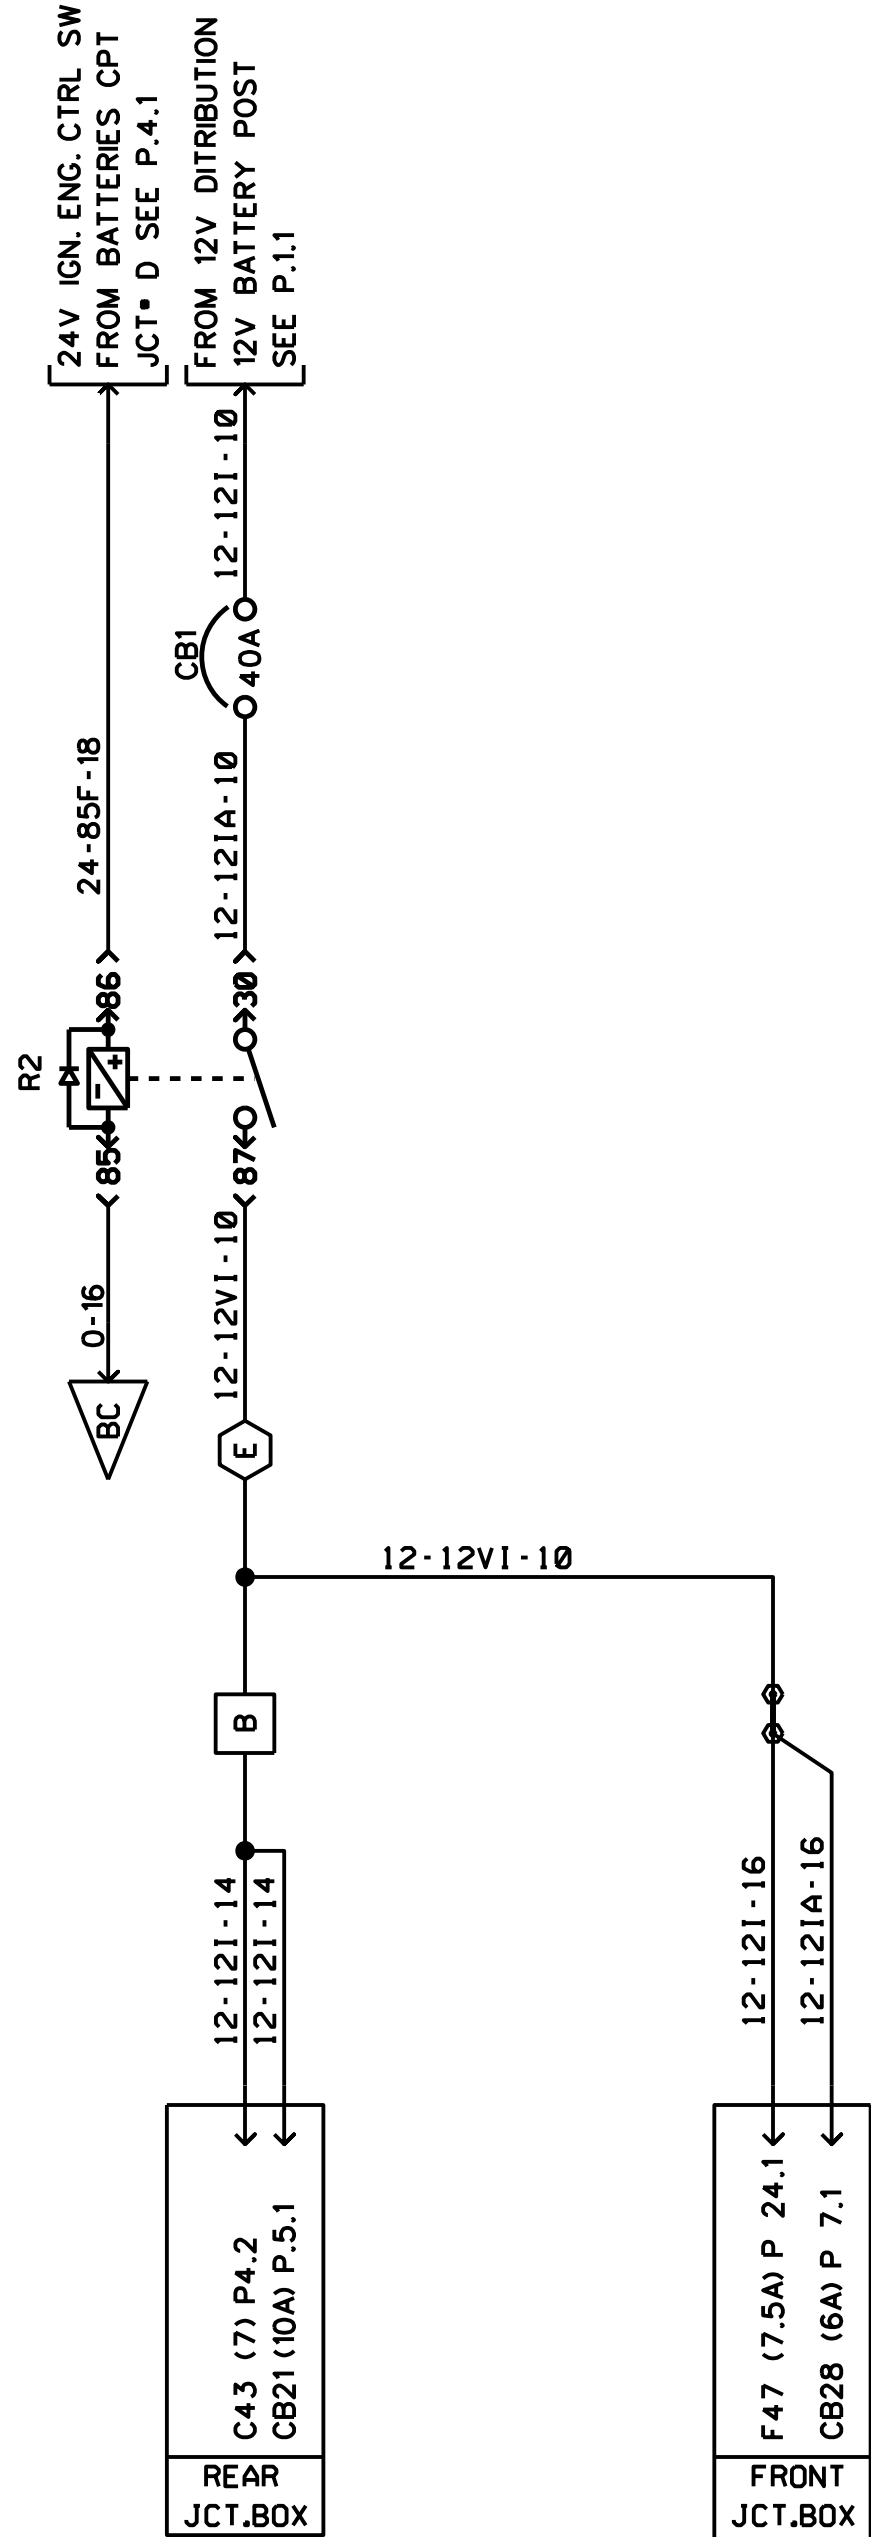 24V IGN. ENG. CTRL SW
FROM BATTERIES CPT
JCT• D SEE P.4.1
FROM 12V DITRIBUTION
12V BATTERY POST
SEE P.1.1
12-12I-10
CB1
40A
24-85F-18
12-12IA-10
86
30
R2
+
-
85
87
0-16
12-12VI-10
BC
E
12-12VI-10
B
12-12I-14
12-12I-14
12-12I-16
12-12IA-16
C43 (7) P4.2
CB21 (10A) P.5.1
REAR
JCT.BOX
F47 (7.5A) P 24.1
CB28 (6A) P 7.1
FRONT
JCT.BOX